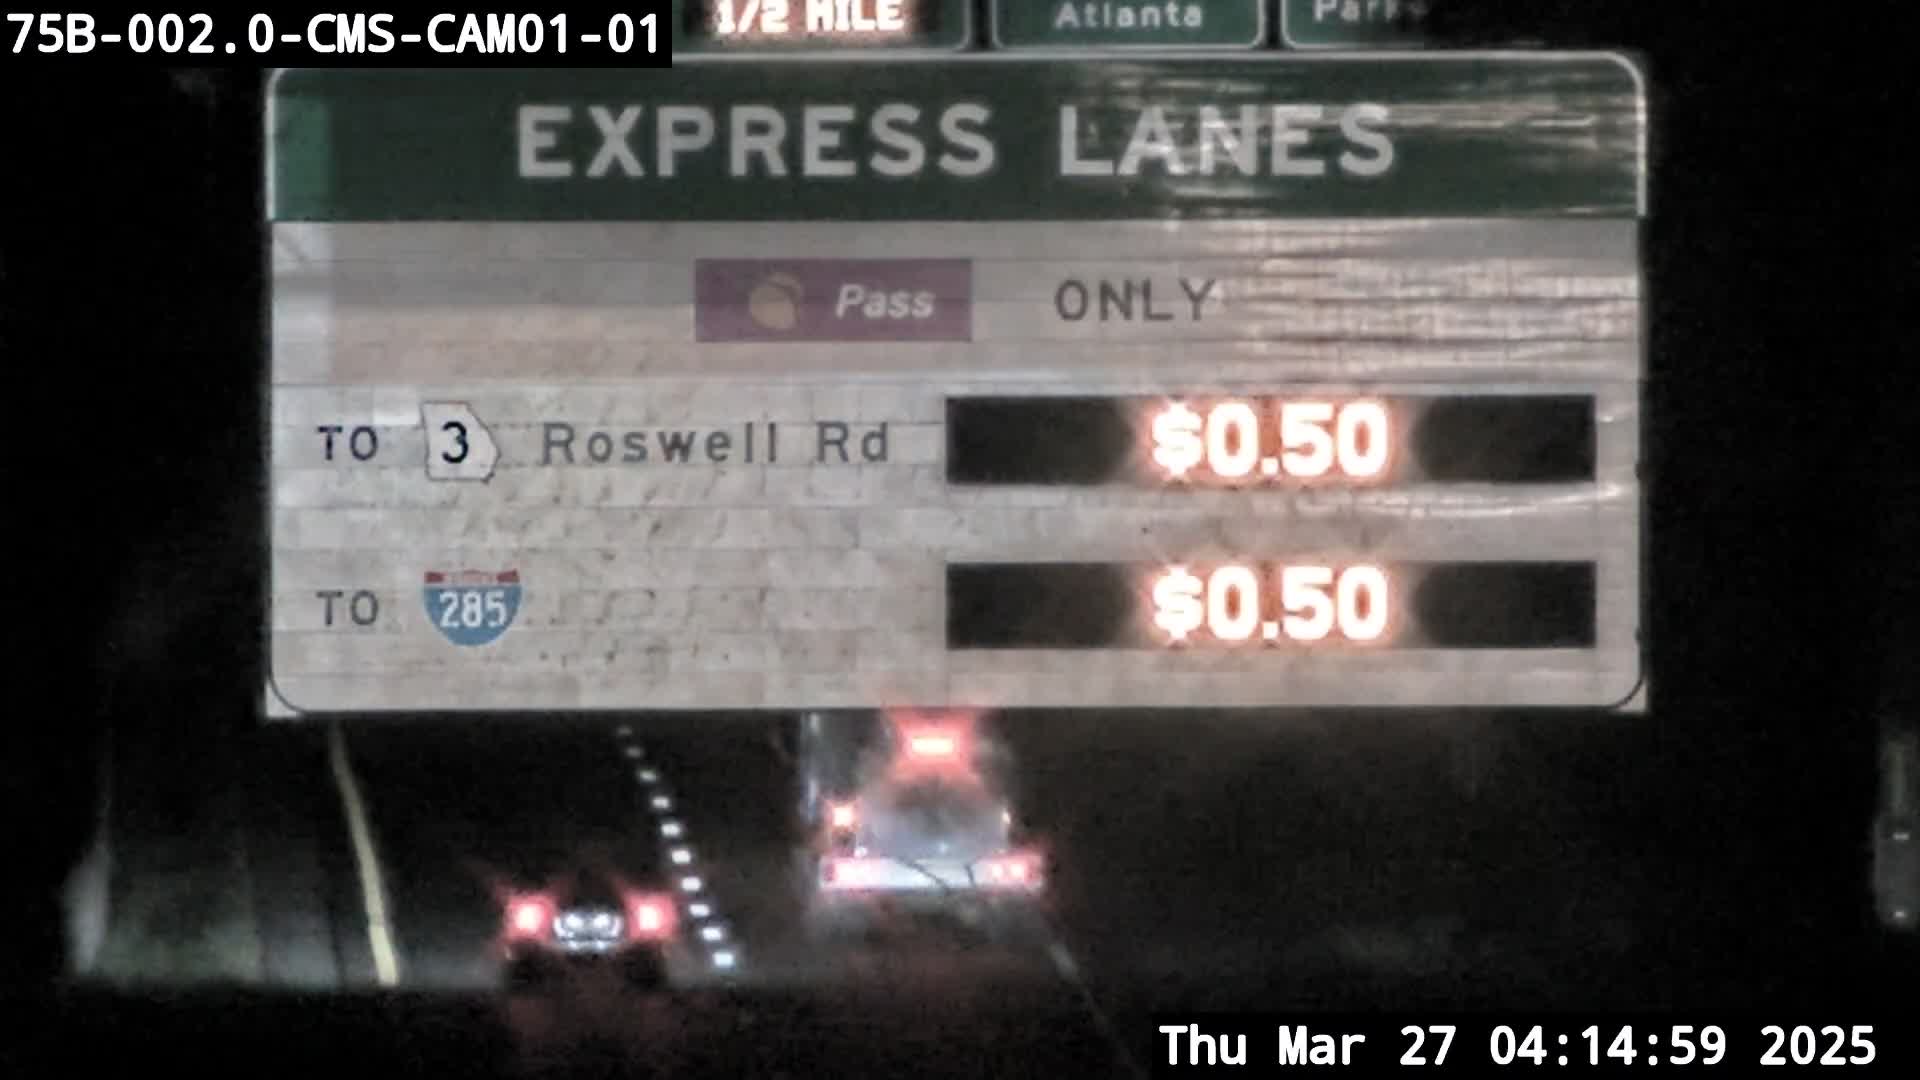 75B-002.0-CMS-CAM01-01
1/2 MILE
Atlanta
EXPRESS LANES
Pass ONLY
TO 3 Roswell Rd $0.50
TO 285 $0.50
Thu Mar 27 04:14:59 2025